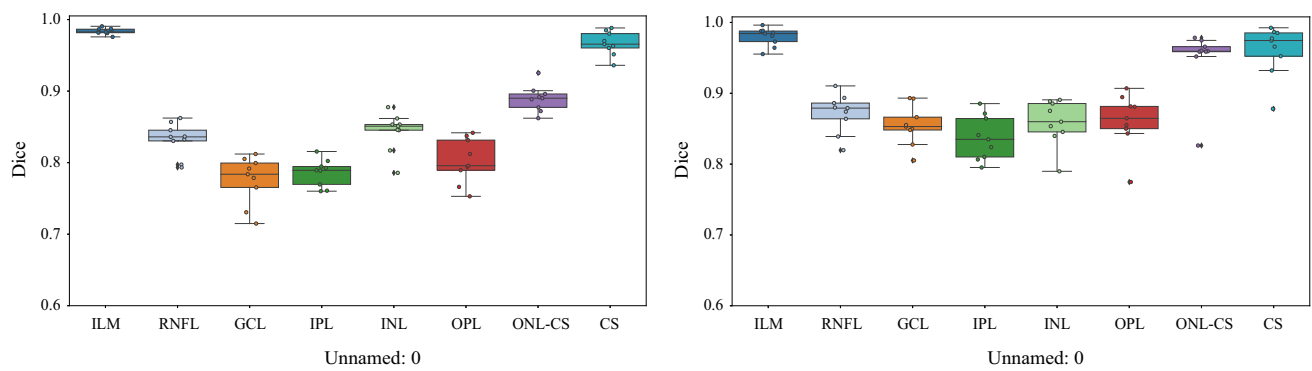 1.0
0.9
0.8
0.7
0.6
Dice
ILM RNFL GCL IPL INL OPL ONL-CS CS
Unnamed: 0
1.0
0.9
0.8
0.7
0.6
Dice
ILM RNFL GCL IPL INL OPL ONL-CS CS
Unnamed: 0